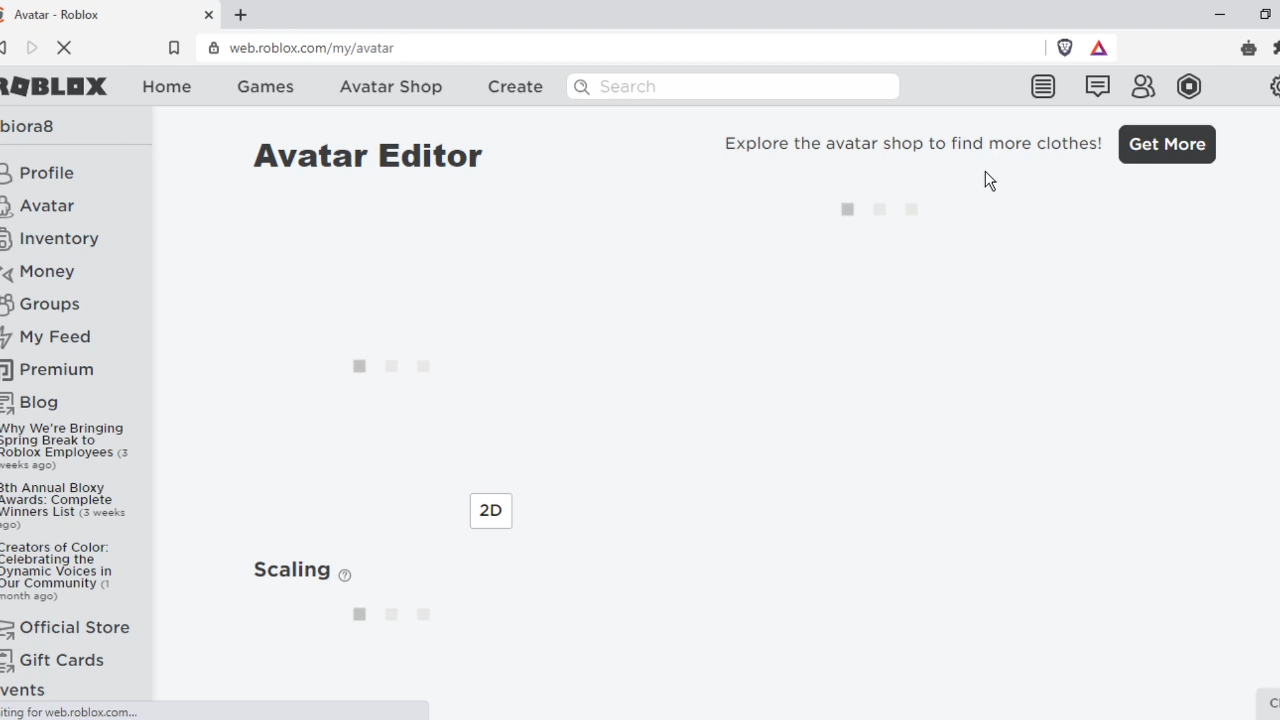 Avatar - Roblox
web.roblox.com/my/avatar
ROBLOX Home Games Avatar Shop Create Search
biora8
Avatar Editor
Explore the avatar shop to find more clothes! Get More
Profile
Avatar
Inventory
Money
Groups
My Feed
Premium
Blog
Why We're Bringing
Spring Break to
Roblox Employees (3
weeks ago)
8th Annual Bloxy
Awards: Complete
Winners List (3 weeks
ago)
Creators of Color:
Celebrating the
Dynamic Voices in
Our Community (1
month ago)
2D
Scaling ?
Official Store
Gift Cards
vents
iting for web.roblox.com...